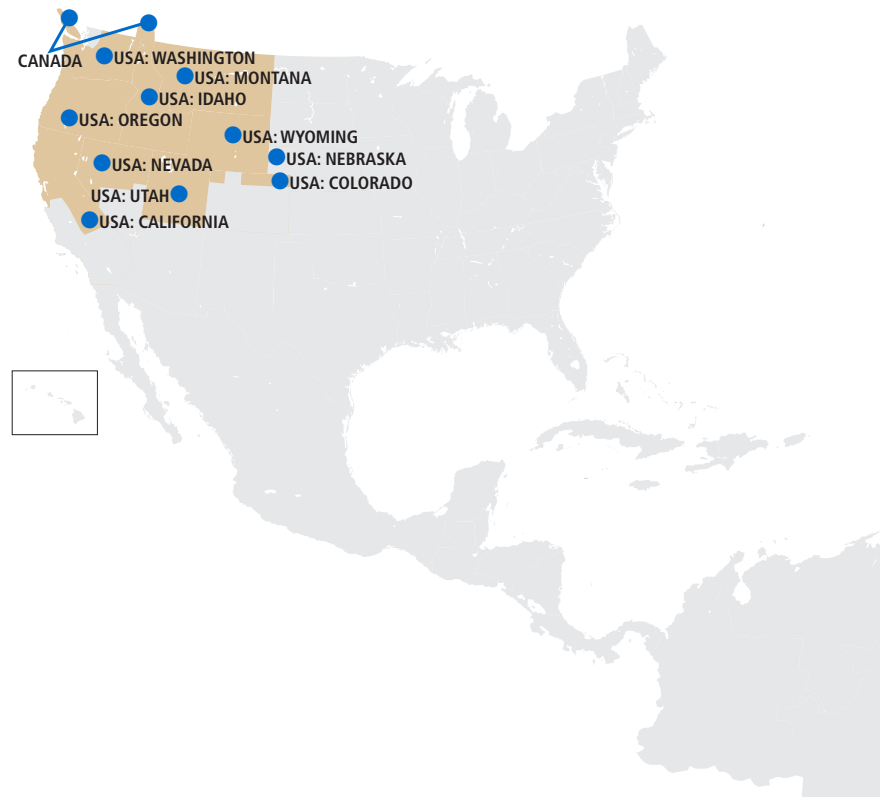 CANADA
USA: WASHINGTON
USA: MONTANA
USA: IDAHO
USA: OREGON
USA: WYOMING
USA: NEBRASKA
USA: NEVADA
USA: COLORADO
USA: UTAH
USA: CALIFORNIA